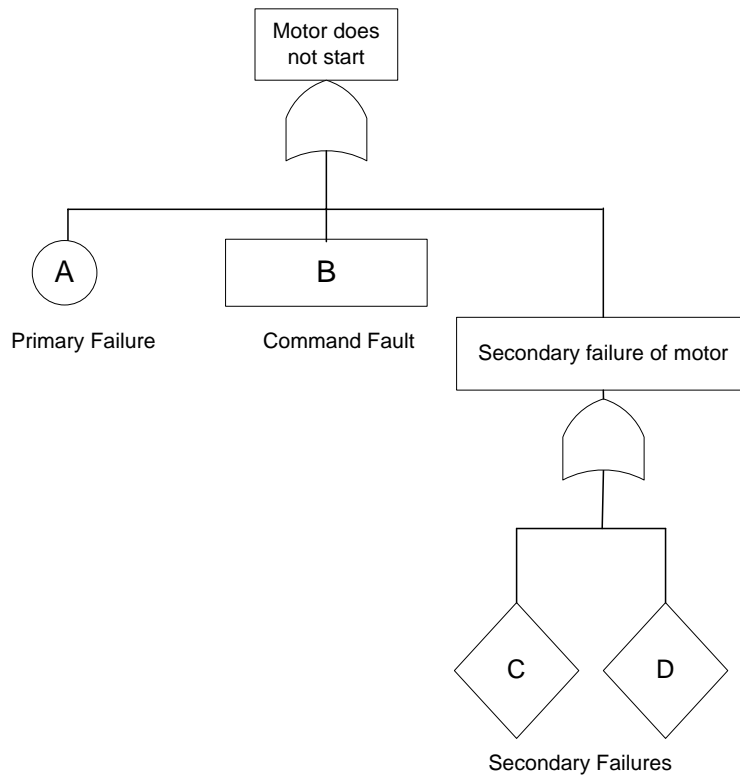 Motor does
not start
A
B
Primary Failure
Command Fault
Secondary failure of motor
C
D
Secondary Failures